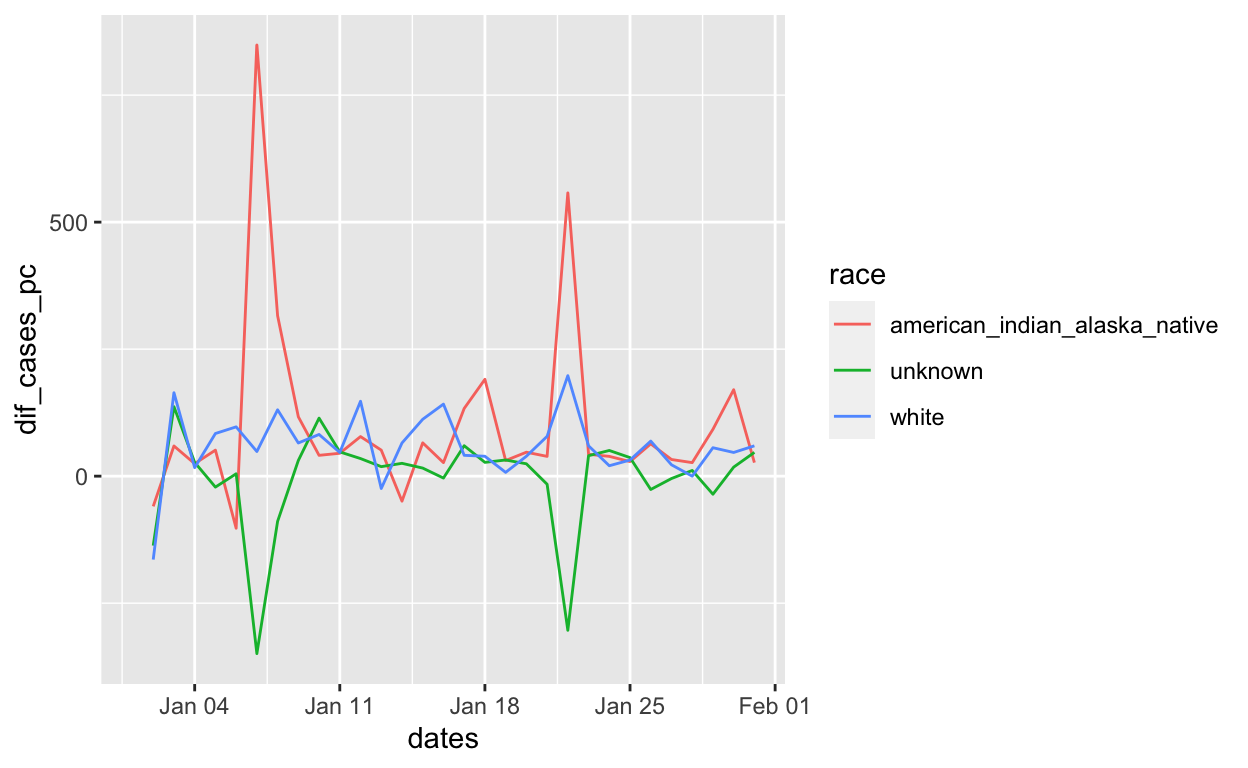 dif_cases_pc
500
0
Jan 04
Jan 11
Jan 18
Jan 25
Feb 01
dates
race
american_indian_alaska_native
unknown
white